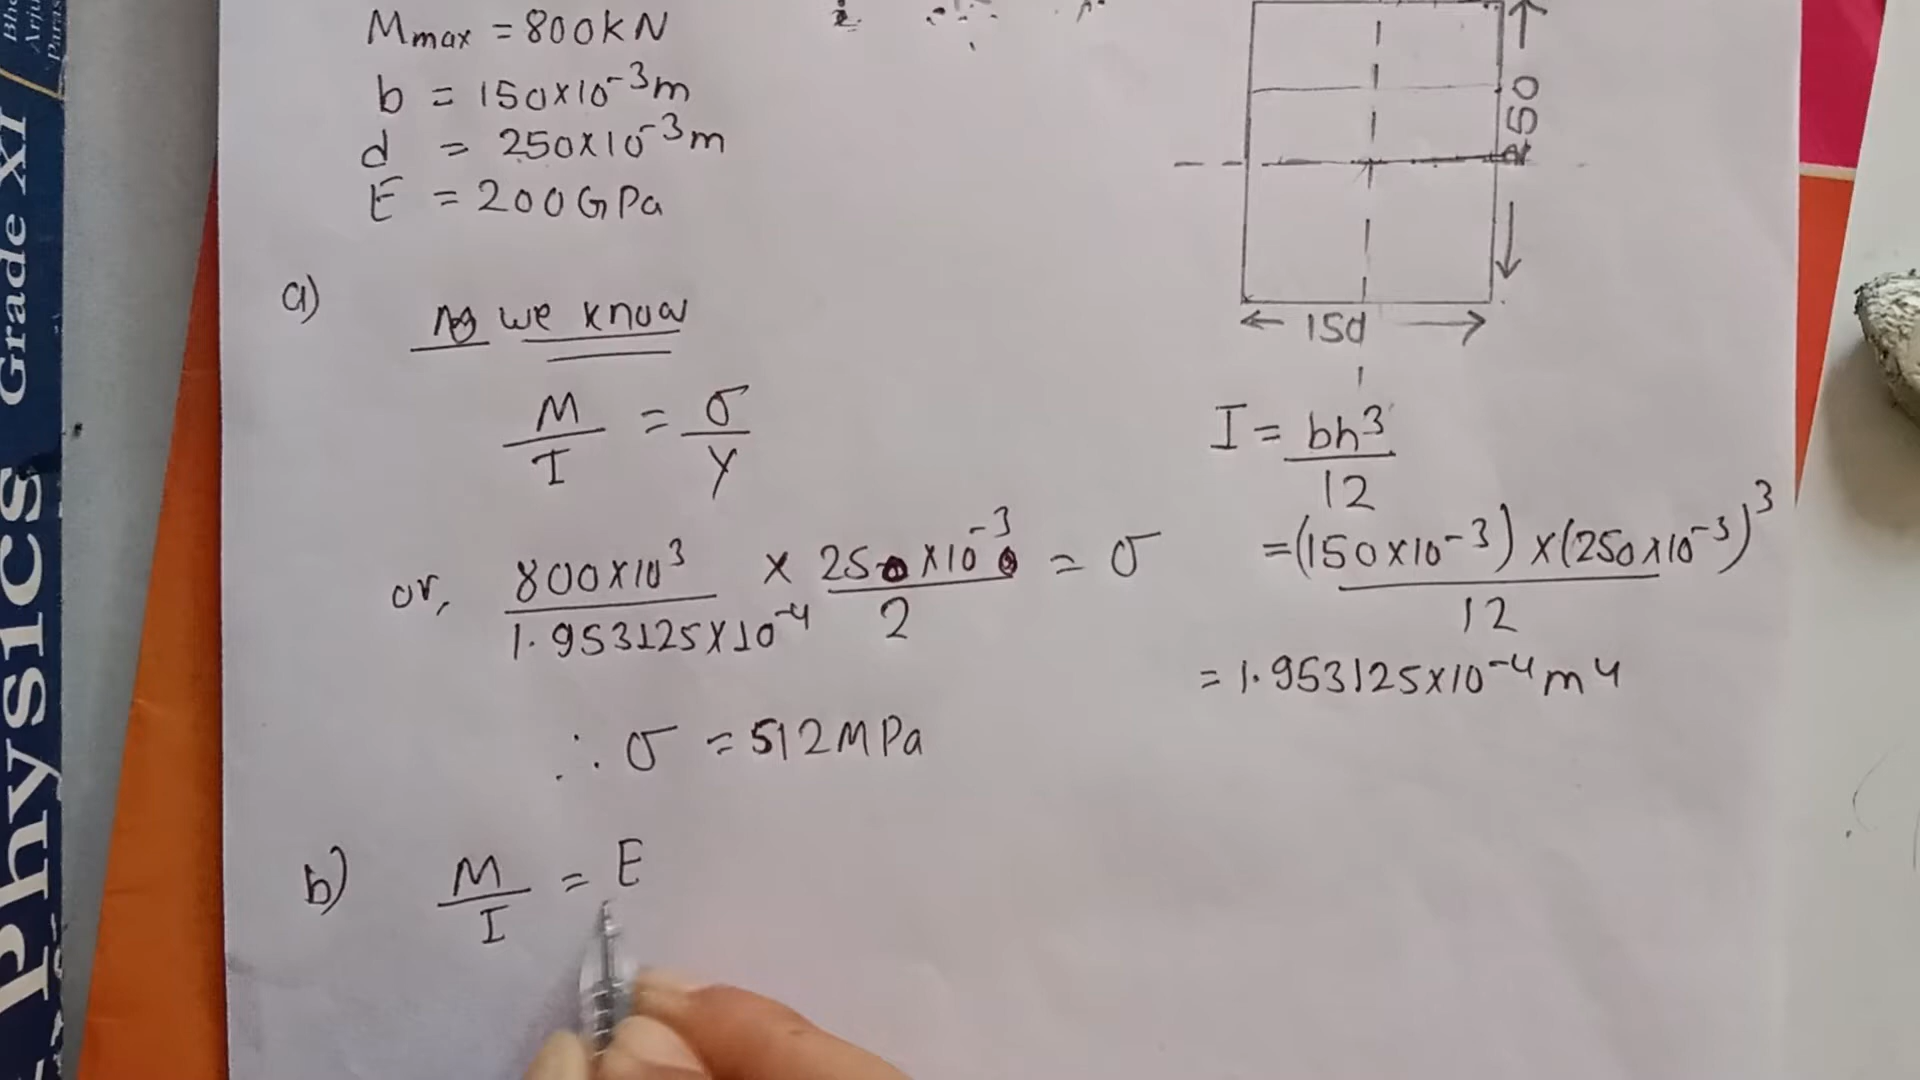 Mmax = 800kN
b = 150×10⁻³m
d = 250×10⁻³m
E = 200GPa
250
150
a)
As we know
M/I = σ/Y
or, 800×10³/1.953125×10⁻⁴ × 250×10⁻³/2 = σ
∴ σ = 512MPa
I = bh³/12
=(150×10⁻³)×(250×10⁻³)³/12
= 1.953125×10⁻⁴m4
b) M/I = E
Physics Grade XI